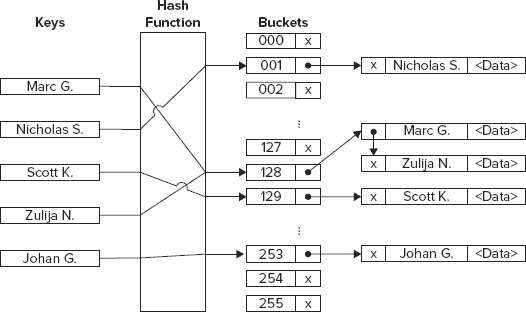 Keys
Hash
Function
Buckets
000 x
001 x Nicholas S. <Data>
002 x
Marc G.
Nicholas S.
...
127 x
Marc G. <Data>
128
x Zulija N. <Data>
Scott K.
129 x Scott K. <Data>
Zulija N.
...
Johan G.
253 x Johan G. <Data>
254 x
255 x